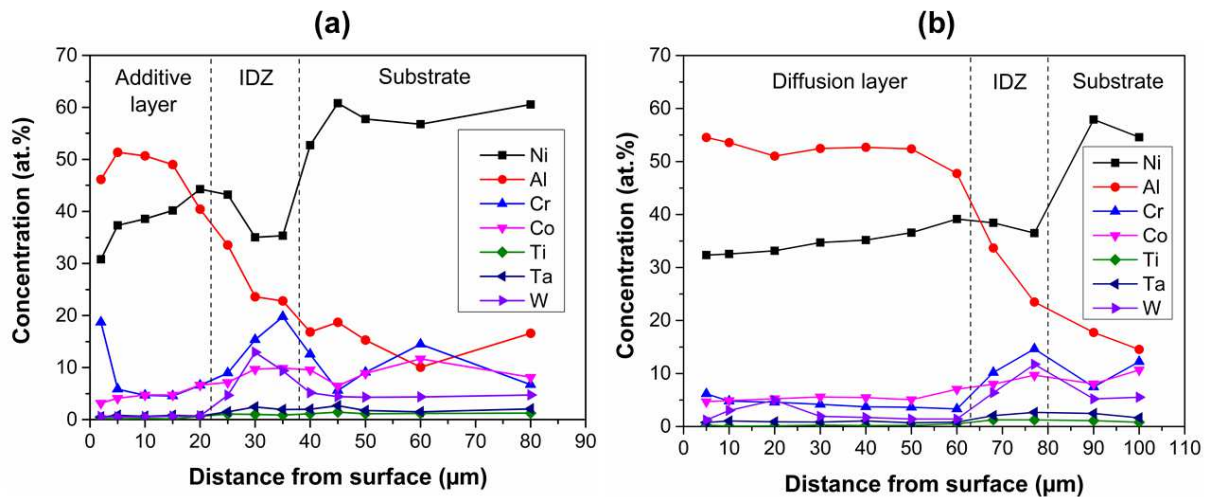 (a)
70
60
50
40
30
20
10
0
Concentration (at.%)
Additive
layer
IDZ
Substrate
Ni
Al
Cr
Co
Ti
Ta
W
0 10 20 30 40 50 60 70 80 90
Distance from surface (µm)
(b)
70
60
50
40
30
20
10
0
Concentration (at.%)
Diffusion layer
IDZ
Substrate
Ni
Al
Cr
Co
Ti
Ta
W
0 10 20 30 40 50 60 70 80 90 100 110
Distance from surface (µm)